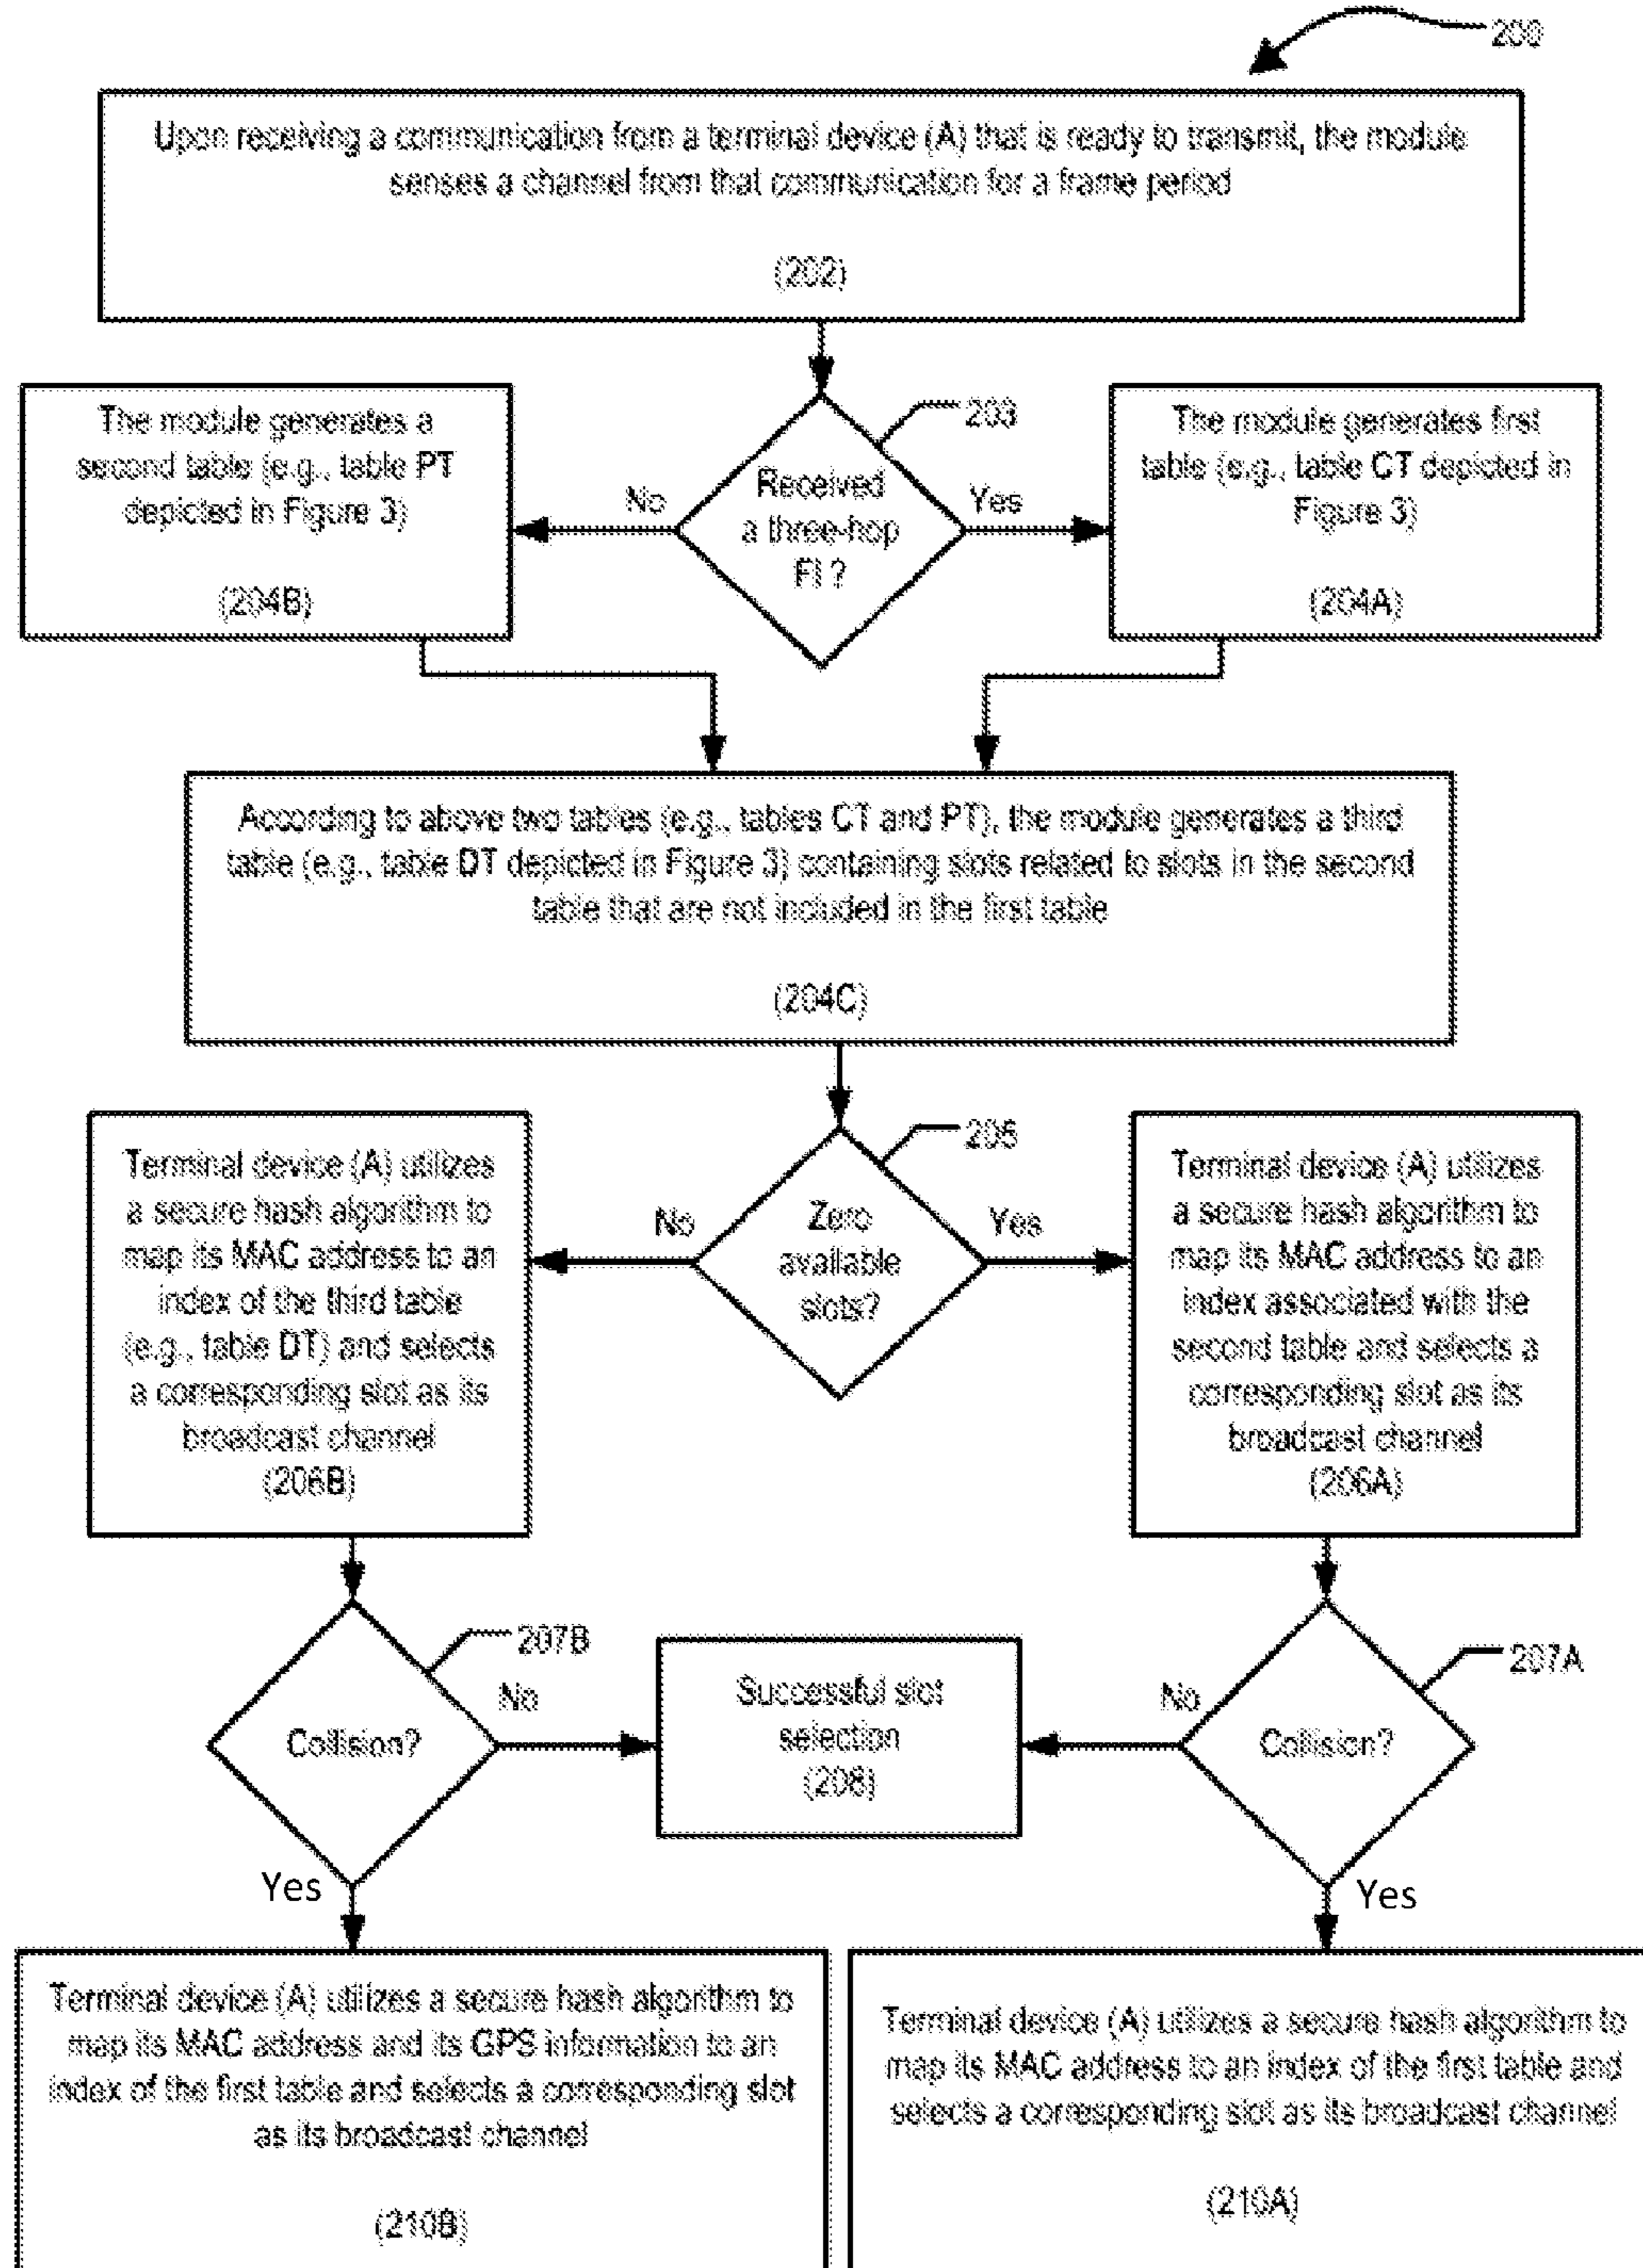 200
Upon receiving a communication from a terminal device (A) that is ready to transmit, the module
senses a channel from that communication for a frame period
(202)
The module generates a
second table (e.g., table PT
depicted in Figure 3)
(204B)
No
203
Received
a three-hop
FI ?
Yes
The module generates first
table (e.g., table CT depicted in
Figure 3)
(204A)
According to above two tables (e.g., tables CT and PT), the module generates a third
table (e.g., table DT depicted in Figure 3) containing slots related to slots in the second
table that are not included in the first table
(204C)
Terminal device (A) utilizes
a secure hash algorithm to
map its MAC address to an
index of the third table
(e.g., table DT) and selects
a corresponding slot as its
broadcast channel
(206B)
No
205
Zero
available
slots?
Yes
Terminal device (A) utilizes
a secure hash algorithm to
map its MAC address to an
index associated with the
second table and selects a
corresponding slot as its
broadcast channel
(206A)
207B
Collision?
No
Yes
Successful slot
selection
(208)
207A
No
Collision?
Yes
Terminal device (A) utilizes a secure hash algorithm to
map its MAC address and its GPS information to an
index of the first table and selects a corresponding slot
as its broadcast channel
(210B)
Terminal device (A) utilizes a secure hash algorithm to
map its MAC address to an index of the first table and
selects a corresponding slot as its broadcast channel
(210A)